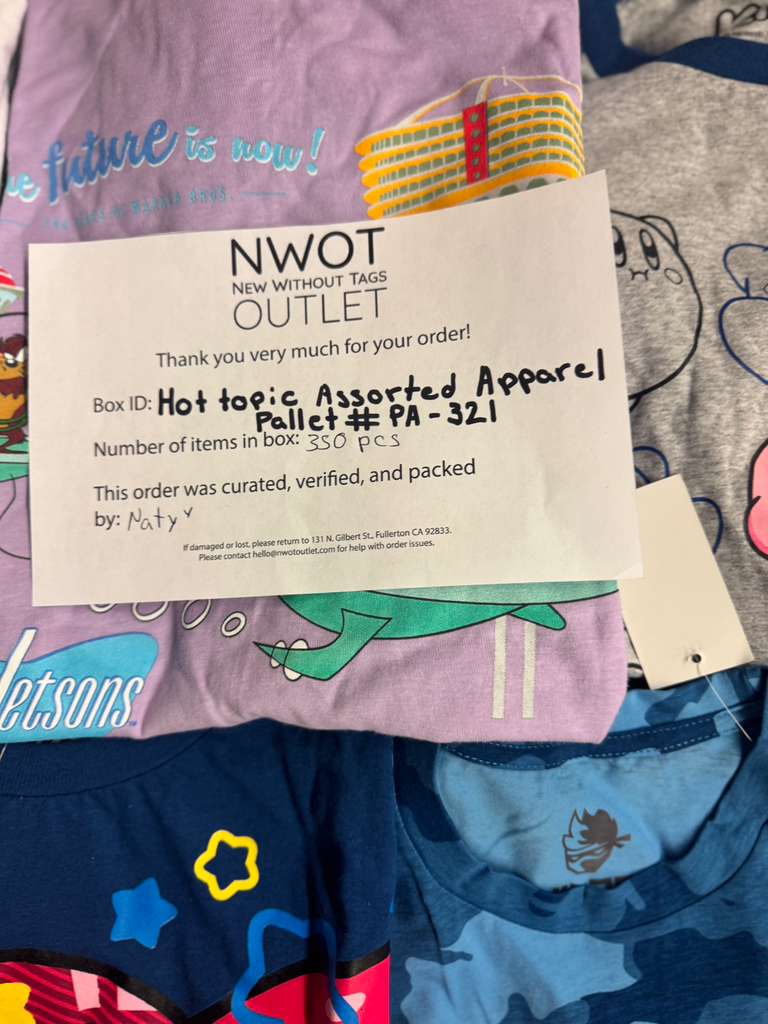 future is now!
NWOT
NEW WITHOUT TAGS
OUTLET
Thank you very much for your order!
Box ID: Hot topic Assorted Apparel
Pallet # PA-321
Number of items in box: 350 pcs
This order was curated, verified, and packed
by: Naty
If damaged or lost, please return to 131 N. Gilbert St., Fullerton CA 92833.
Please contact hello@nwotoutlet.com for help with order issues.
Jetsons